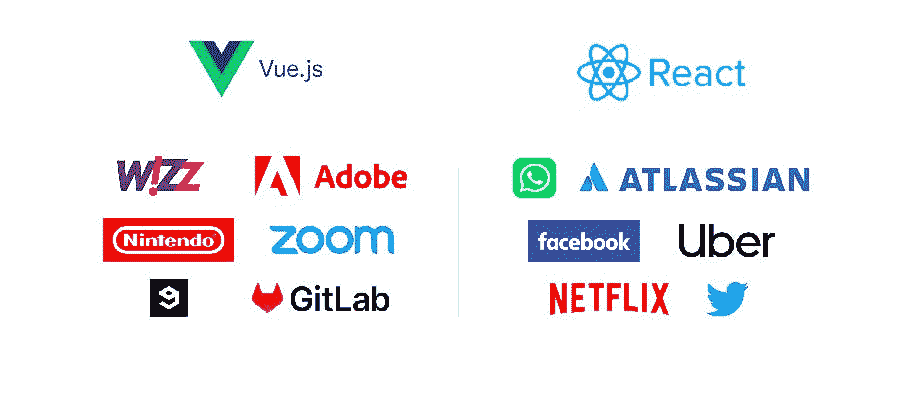 Vue.js
React
W!ZZ
Adobe
Nintendo
zoom
9
GitLab
ATLASSIAN
facebook
Uber
NETFLIX